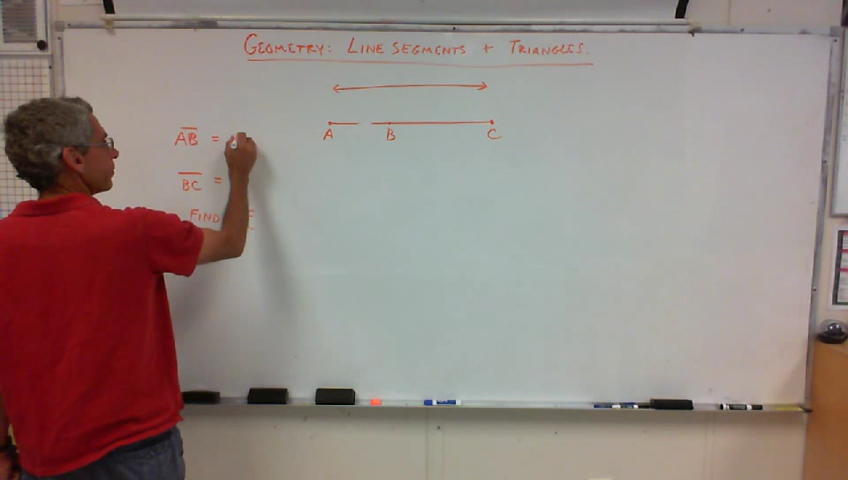 GEOMETRY: LINE SEGMENTS + TRIANGLES.
A B C
AB =
BC =
FIND